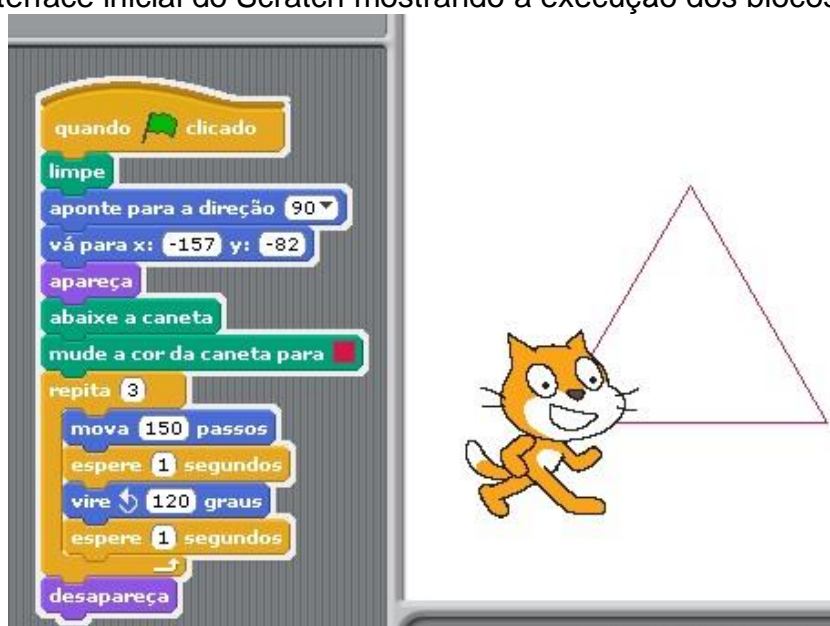 terface inicial do Scratch mostrando a execução dos blocos
quando clicado
limpe
aponte para a direção 90
vá para x: -157 y: -82
apareça
abaixe a caneta
mude a cor da caneta para
repita 3
mova 150 passos
espere 1 segundos
vire 120 graus
espere 1 segundos
desapareça